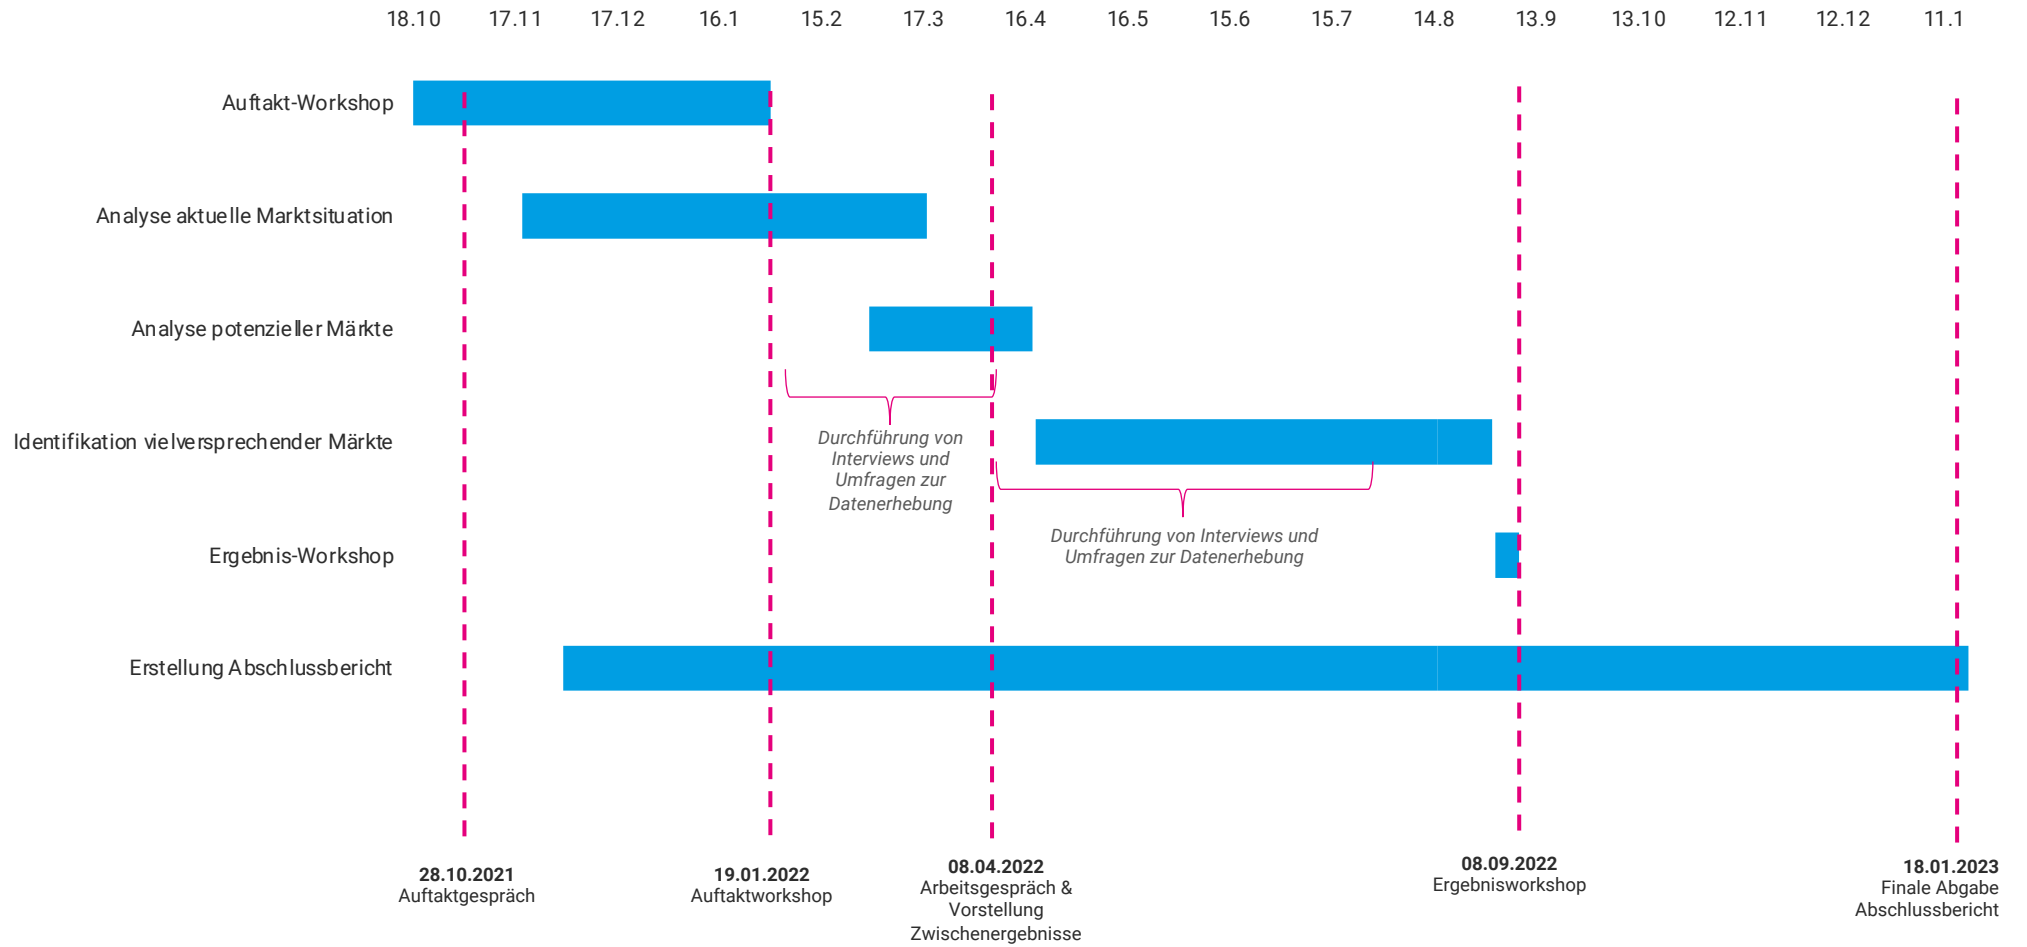 18.10 17.11 17.12 16.1 15.2 17.3 16.4 16.5 15.6 15.7 14.8 13.9 13.10 12.11 12.12 11.1
Auftakt-Workshop
Analyse aktuelle Marktsituation
Analyse potenzieller Märkte
Identifikation vielversprechender Märkte
Durchführung von
Interviews und
Umfragen zur
Datenerhebung
Durchführung von Interviews und
Umfragen zur Datenerhebung
Ergebnis-Workshop
Erstellung Abschlussbericht
28.10.2021
Auftaktgespräch
19.01.2022
Auftaktworkshop
08.04.2022
Arbeitsgespräch &
Vorstellung
Zwischenergebnisse
08.09.2022
Ergebnisworkshop
18.01.2023
Finale Abgabe
Abschlussbericht